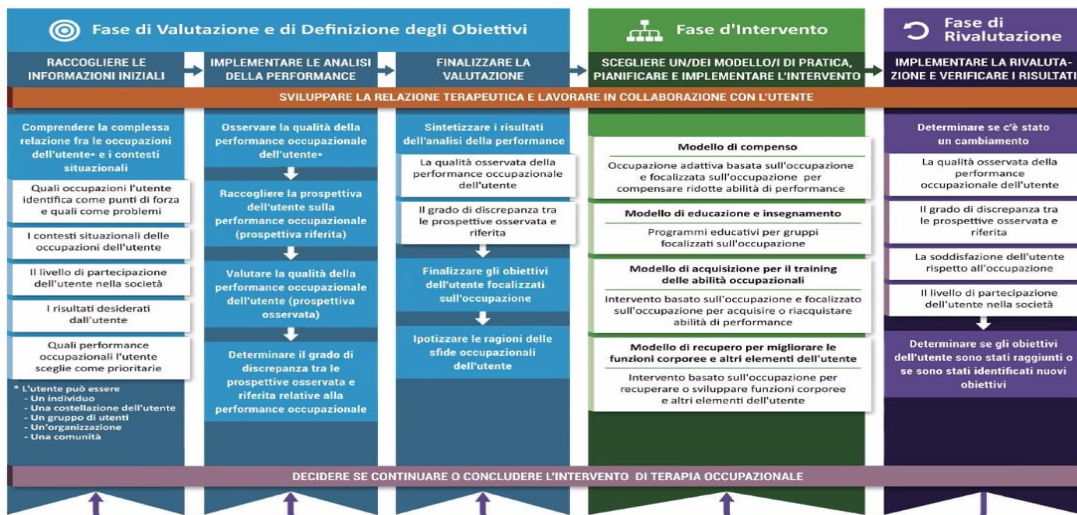 Fase di Valutazione e di Definizione degli Obiettivi
Fase d'Intervento
Fase di
Rivalutazione
RACCOGLIERE LE
INFORMAZIONI INIZIALI
IMPLEMENTARE LE ANALISI
DELLA PERFORMANCE
FINALIZZARE LA
VALUTAZIONE
SCEGLIERE UN/DEI MODELLO/I DI PRATICA,
PIANIFICARE E IMPLEMENTARE L'INTERVENTO
IMPLEMENTARE LA RIVALUTA-
ZIONE E VERIFICARE I RISULTATI
SVILUPPARE LA RELAZIONE TERAPEUTICA E LAVORARE IN COLLABORAZIONE CON L'UTENTE
Comprendere la complessa
relazione fra le occupazioni
dell'utente* e i contesti
situazionali
Quali occupazioni l'utente
identifica come punti di forza
e quali come problemi
I contesti situazionali delle
occupazioni dell'utente
Il livello di partecipazione
dell'utente nella società
I risultati desiderati
dall'utente
Quali performance
occupazionali l'utente
sceglie come prioritarie
* L'utente può essere
- Un individuo
- Una costellazione dell'utente
- Un gruppo di utenti
- Un'organizzazione
- Una comunità
Osservare la qualità della
performance occupazionale
dell'utente*
Raccogliere la prospettiva
dell'utente sulla
performance occupazionale
(prospettiva riferita)
Valutare la qualità della
performance occupazionale
dell'utente (prospettiva
osservata)
Determinare il grado di
discrepanza tra le
prospettive osservata e
riferita relative alla
performance occupazionale
Sintetizzare i risultati
dell'analisi della performance
La qualità osservata della
performance occupazionale
dell'utente
Il grado di discrepanza tra
le prospettive osservata e
riferita
Finalizzare gli obiettivi
dell'utente focalizzati
sull'occupazione
Ipotizzare le ragioni delle
sfide occupazionali
dell'utente
Modello di compenso
Occupazione adattiva basata sull'occupazione
e focalizzata sull'occupazione per
compensare ridotte abilità di performance
Modello di educazione e insegnamento
Programmi educativi per gruppi
focalizzati sull'occupazione
Modello di acquisizione per il training
delle abilità occupazionali
Intervento basato sull'occupazione e focalizzato
sull'occupazione per acquisire o riacquistare
abilità di performance
Modello di recupero per migliorare le
funzioni corporee e altri elementi dell'utente
Intervento basato sull'occupazione per
recuperare o sviluppare funzioni corporee
e altri elementi dell'utente
Determinare se c'è stato
un cambiamento
La qualità osservata della
performance
occupazionale dell'utente
Il grado di discrepanza tra
le prospettive osservata e
riferita
La soddisfazione dell'utente
rispetto all'occupazione
Il livello di partecipazione
dell'utente nella società
Determinare se gli obiettivi
dell'utente sono stati raggiunti o
se sono stati identificati nuovi
obiettivi
DECIDERE SE CONTINUARE O CONCLUDERE L'INTERVENTO DI TERAPIA OCCUPAZIONALE